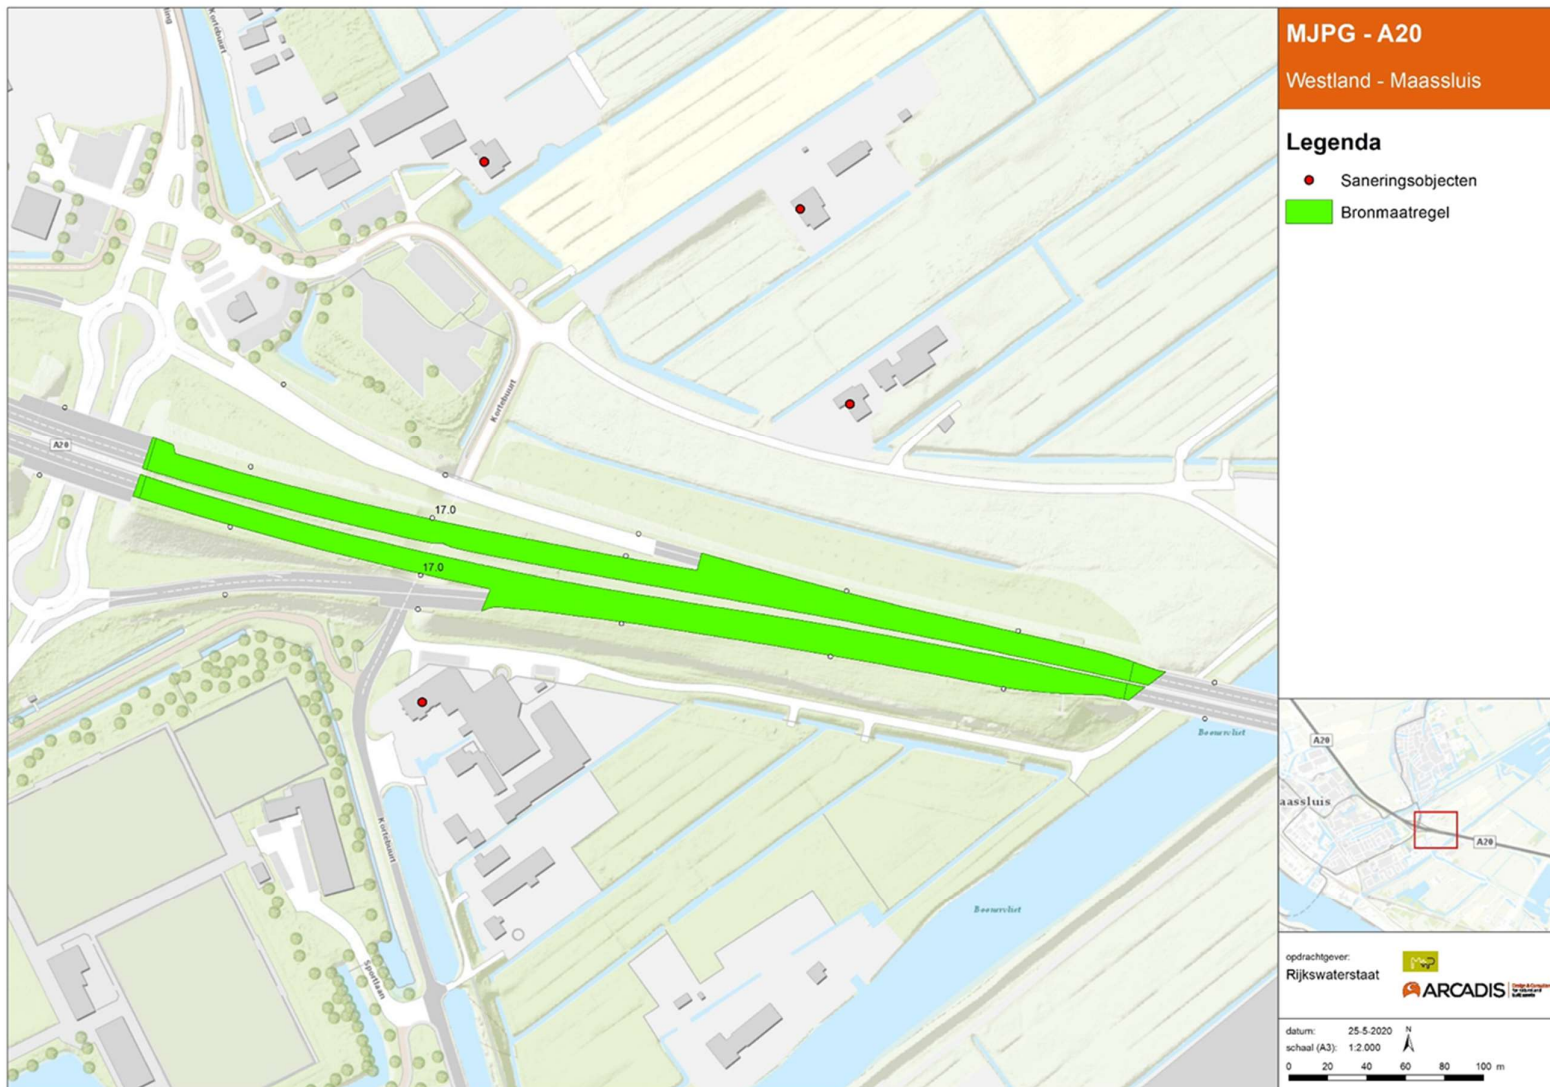 MJPG - A20
Westland - Maassluis
Legenda
Saneringsobjecten
Bronmaatregel
Kortebuurt
A20
Kortebuurt
17.0
17.0
Kortebuurt
Sportlaan
Boonervliet
Boonervliet
A20
aassluis
A20
opdrachtgever:
Rijkswaterstaat
ARCADIS
datum: 25-5-2020
N
schaal (A3): 1:2.000
0 20 40 60 80 100 m